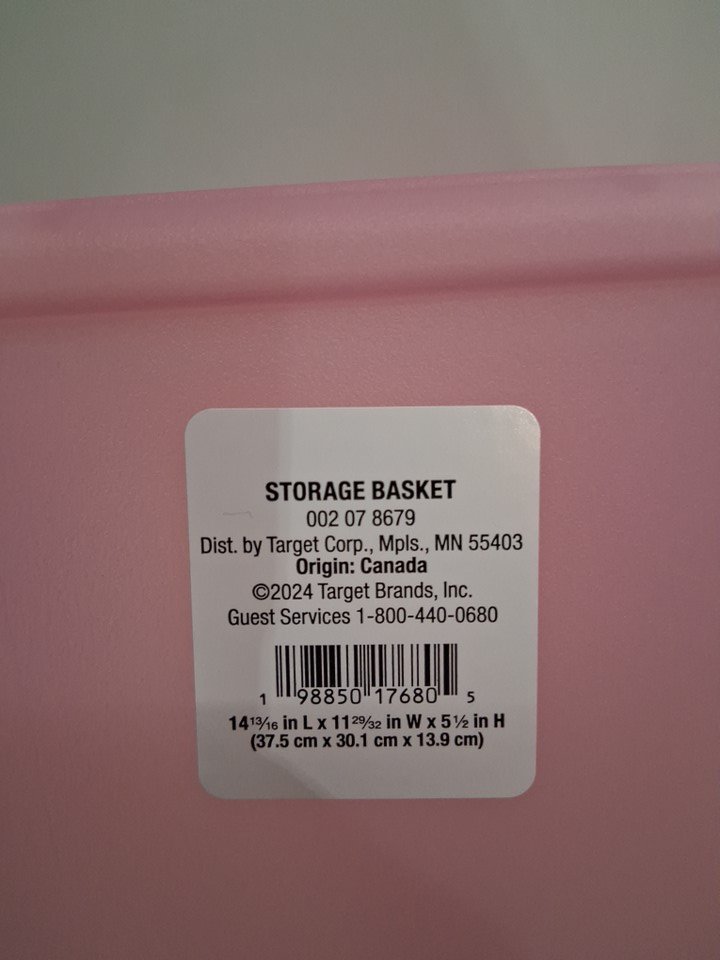 STORAGE BASKET
002 07 8679
Dist. by Target Corp., Mpls., MN 55403
Origin: Canada
©2024 Target Brands, Inc.
Guest Services 1-800-440-0680
1 98850 17680 5
14 13/16 in L x 11 29/32 in W x 5 1/2 in H
(37.5 cm x 30.1 cm x 13.9 cm)